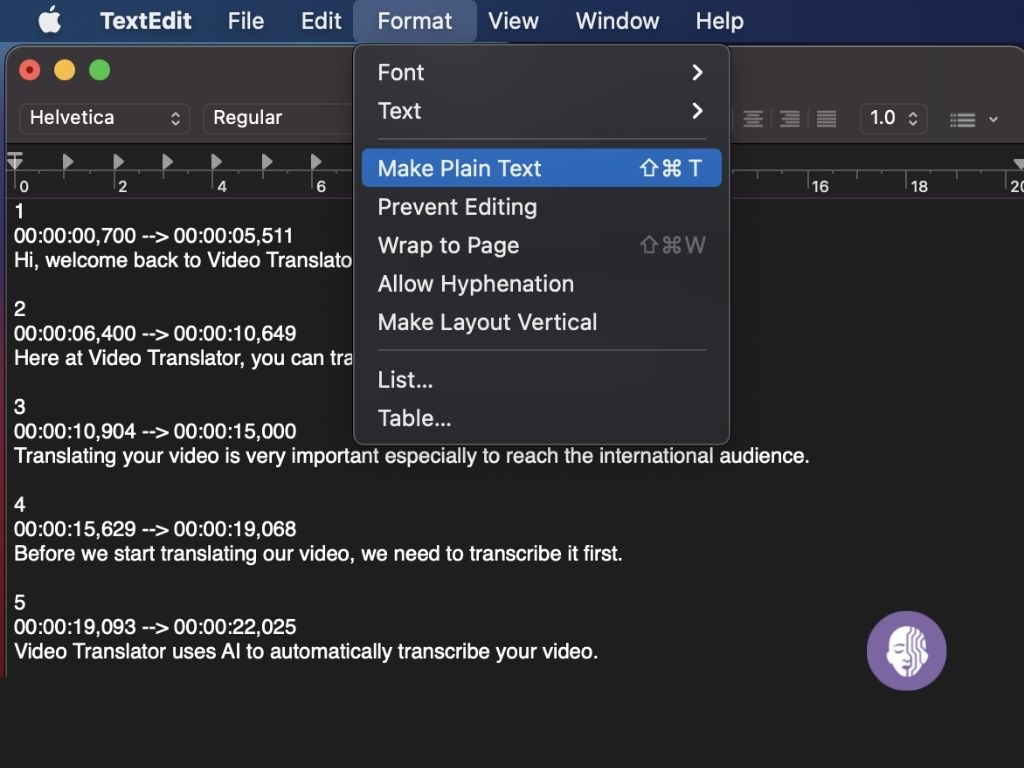 TextEdit File Edit Format View Window Help
Helvetica Regular 1.0
Font
Text
Make Plain Text ⇧⌘ T
Prevent Editing
Wrap to Page ⇧⌘W
Allow Hyphenation
Make Layout Vertical
List...
Table...
0 2 4 6 16 18 20
1
00:00:00,700 --> 00:00:05,511
Hi, welcome back to Video
2
00:00:06,400 --> 00:00:10,649
Here at Video Translator, you can
3
00:00:10,904 --> 00:00:15,000
Translating your video is very important especially to reach the international audience.
4
00:00:15,629 --> 00:00:19,068
Before we start translating our video, we need to transcribe it first.
5
00:00:19,093 --> 00:00:22,025
Video Translator uses AI to automatically transcribe your video.